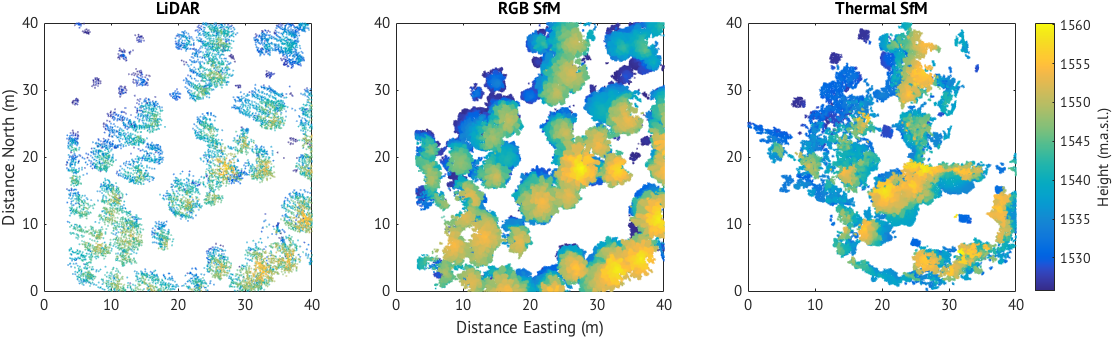 LiDAR
RGB SfM
Thermal SfM
40
30
20
10
0
0 10 20 30 40
Distance North (m)
40
30
20
10
0
0 10 20 30 40
Distance Easting (m)
40
30
20
10
0
0 10 20 30 40
1560
1555
1550
1545
1540
1535
1530
Height (m.a.s.l.)